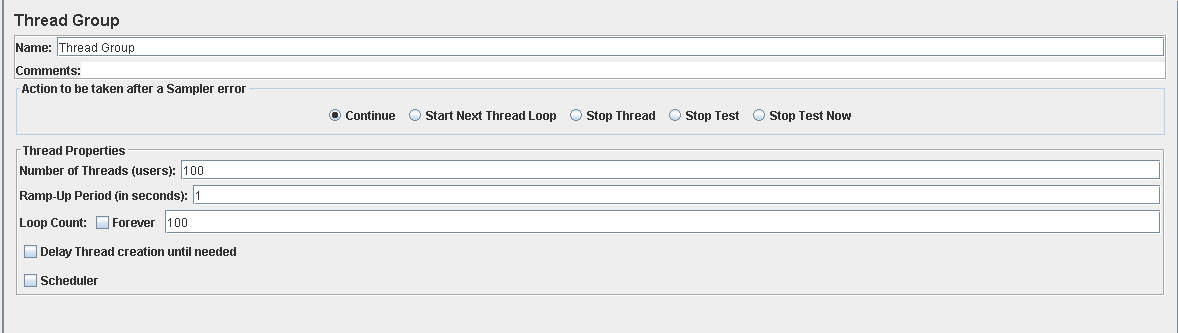 Thread Group
Name: Thread Group
Comments:
Action to be taken after a Sampler error
Continue Start Next Thread Loop Stop Thread Stop Test Stop Test Now
Thread Properties
Number of Threads (users): 100
Ramp-Up Period (in seconds): 1
Loop Count: Forever 100
Delay Thread creation until needed
Scheduler